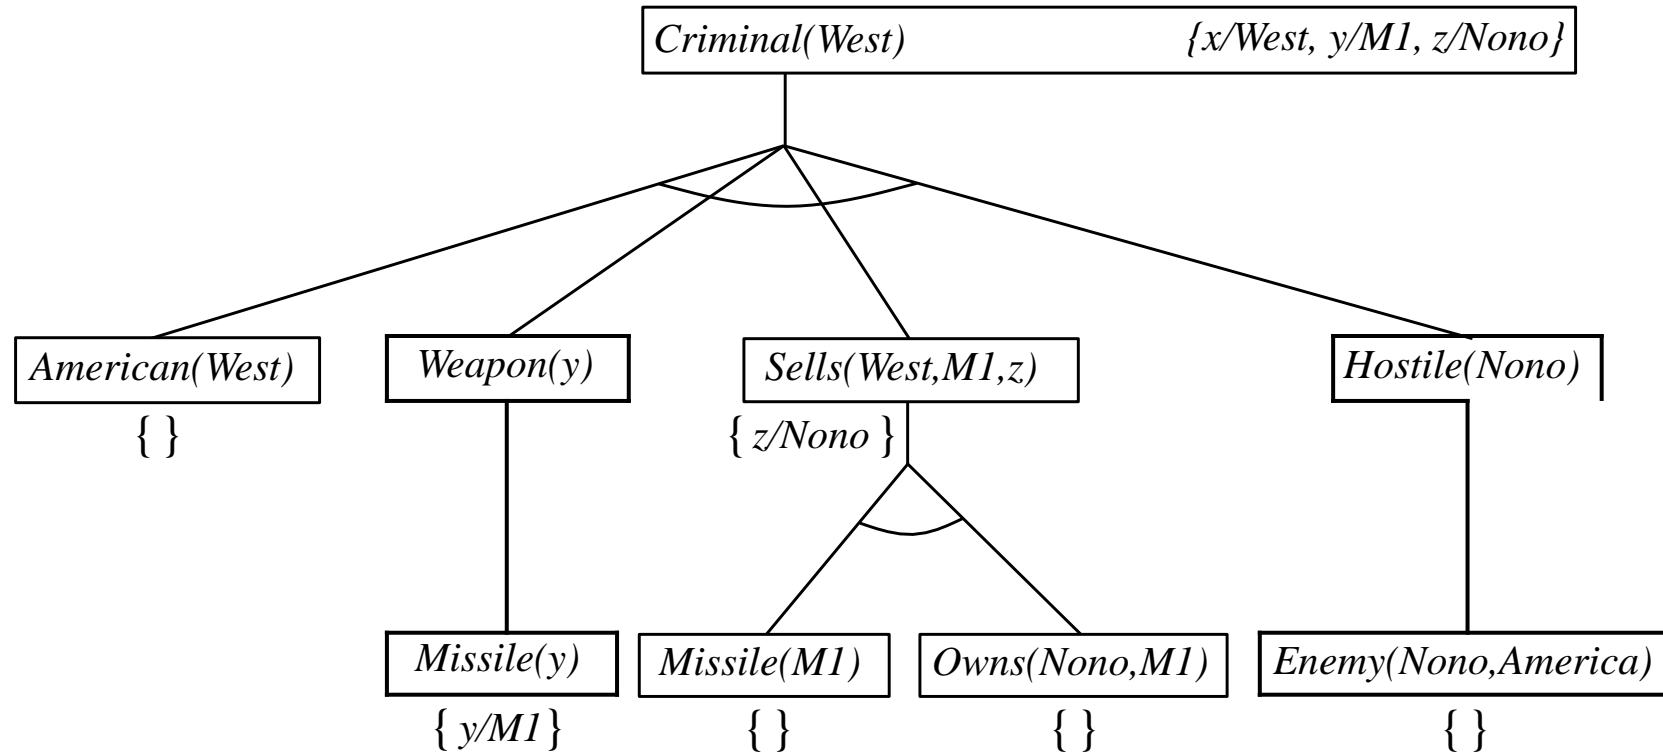 Criminal(West) {x/West, y/M1, z/Nono}
American(West) Weapon(y) Sells(West,M1,z) Hostile(Nono)
{ } { z/Nono }
Missile(y) Missile(M1) Owns(Nono,M1) Enemy(Nono,America)
{ y/M1 } { } { } { }